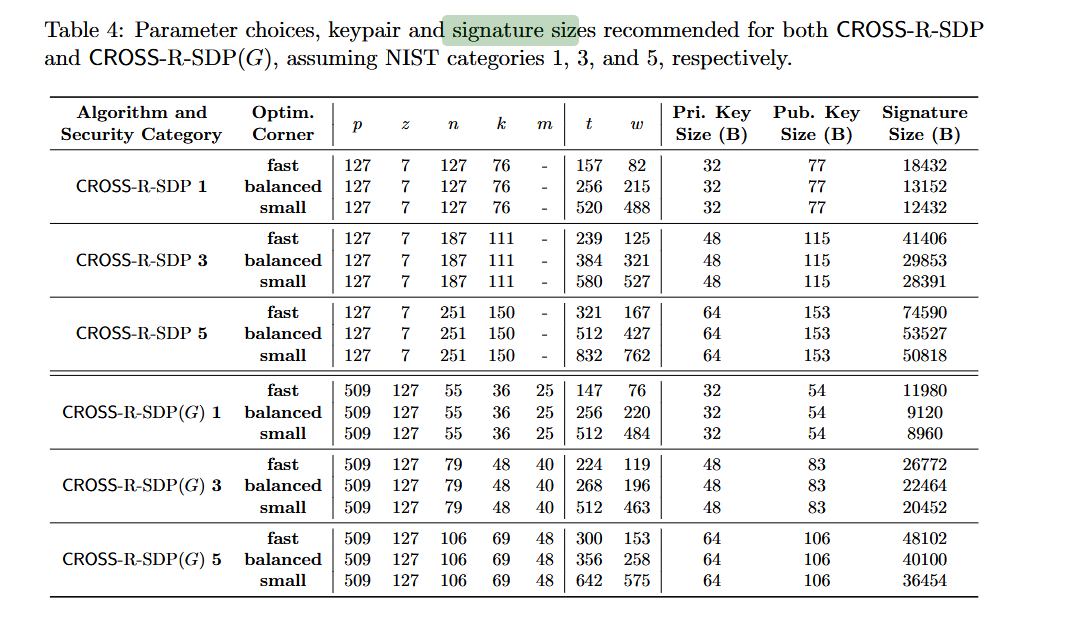 Table 4: Parameter choices, keypair and signature sizes recommended for both CROSS-R-SDP
and CROSS-R-SDP(G), assuming NIST categories 1, 3, and 5, respectively.
Algorithm and Security Category Optim. Corner p z n k m t w Pri. Key Size (B) Pub. Key Size (B) Signature Size (B)
fast 127 7 127 76 - 157 82 32 77 18432
CROSS-R-SDP 1 balanced 127 7 127 76 - 256 215 32 77 13152
small 127 7 127 76 - 520 488 32 77 12432
fast 127 7 187 111 - 239 125 48 115 41406
CROSS-R-SDP 3 balanced 127 7 187 111 - 384 321 48 115 29853
small 127 7 187 111 - 580 527 48 115 28391
fast 127 7 251 150 - 321 167 64 153 74590
CROSS-R-SDP 5 balanced 127 7 251 150 - 512 427 64 153 53527
small 127 7 251 150 - 832 762 64 153 50818
fast 509 127 55 36 25 147 76 32 54 11980
CROSS-R-SDP(G) 1 balanced 509 127 55 36 25 256 220 32 54 9120
small 509 127 55 36 25 512 484 32 54 8960
fast 509 127 79 48 40 224 119 48 83 26772
CROSS-R-SDP(G) 3 balanced 509 127 79 48 40 268 196 48 83 22464
small 509 127 79 48 40 512 463 48 83 20452
fast 509 127 106 69 48 300 153 64 106 48102
CROSS-R-SDP(G) 5 balanced 509 127 106 69 48 356 258 64 106 40100
small 509 127 106 69 48 642 575 64 106 36454